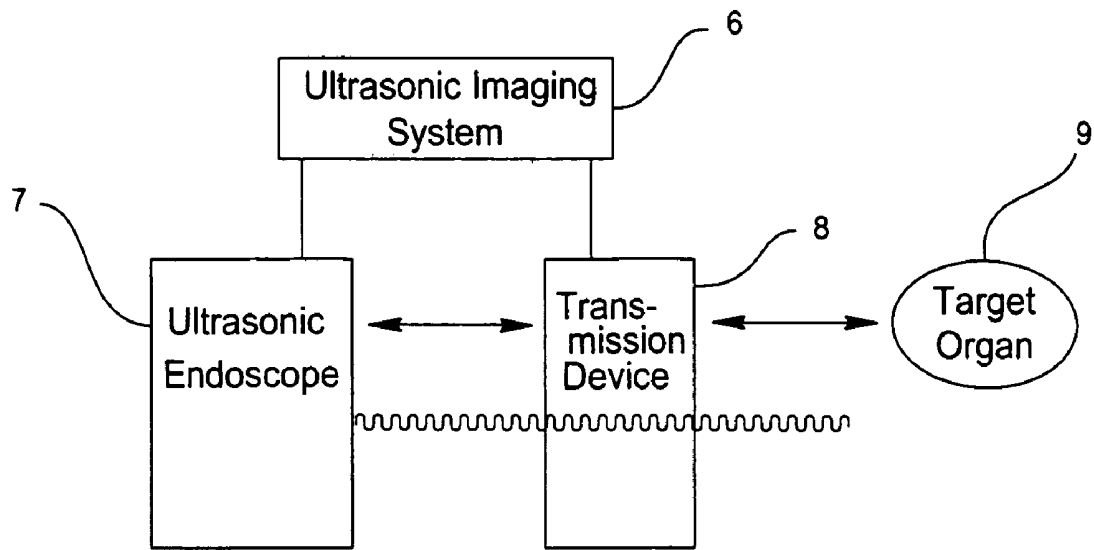 6
Ultrasonic Imaging
System
9
7
8
Ultrasonic
Endoscope
Trans-
mission
Device
Target
Organ